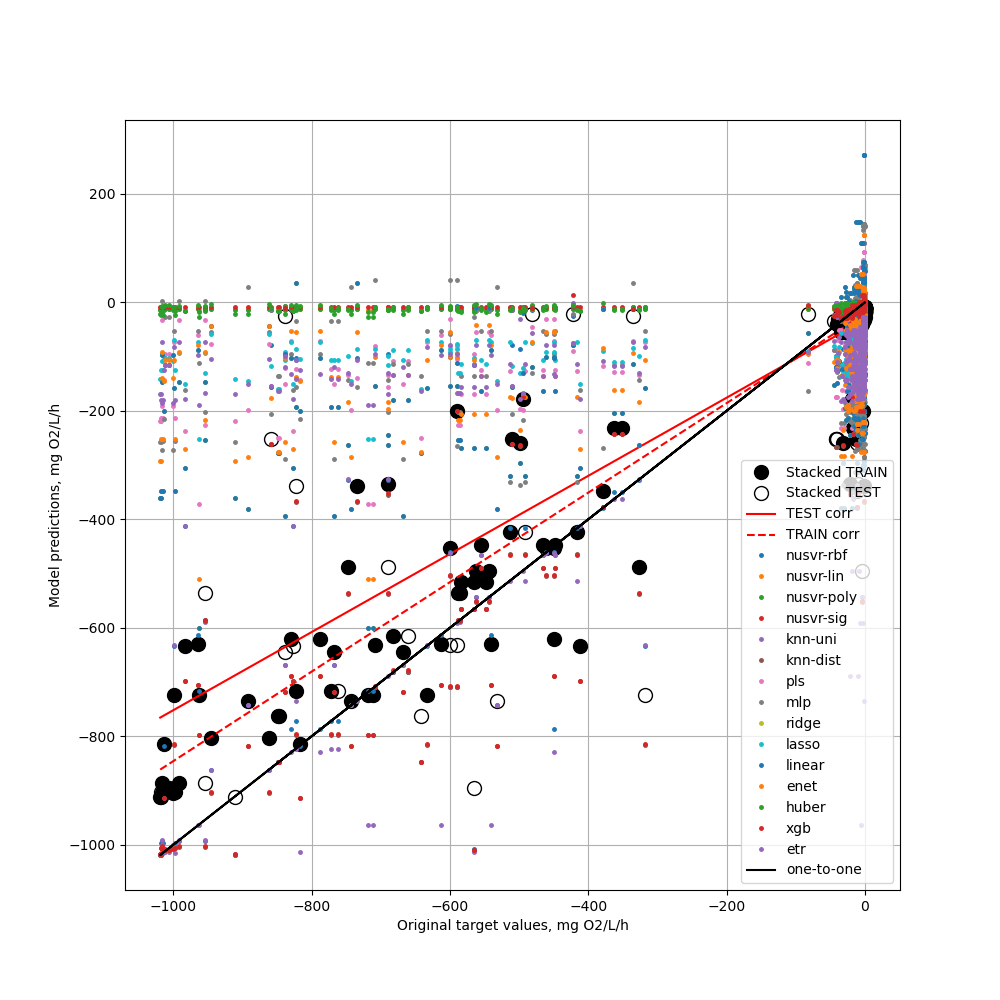 200
0
−200
−400
−600
−800
−1000
Model predictions, mg O2/L/h
−1000 −800 −600 −400 −200 0
Original target values, mg O2/L/h
Stacked TRAIN
Stacked TEST
TEST corr
TRAIN corr
nusvr-rbf
nusvr-lin
nusvr-poly
nusvr-sig
knn-uni
knn-dist
pls
mlp
ridge
lasso
linear
enet
huber
xgb
etr
one-to-one